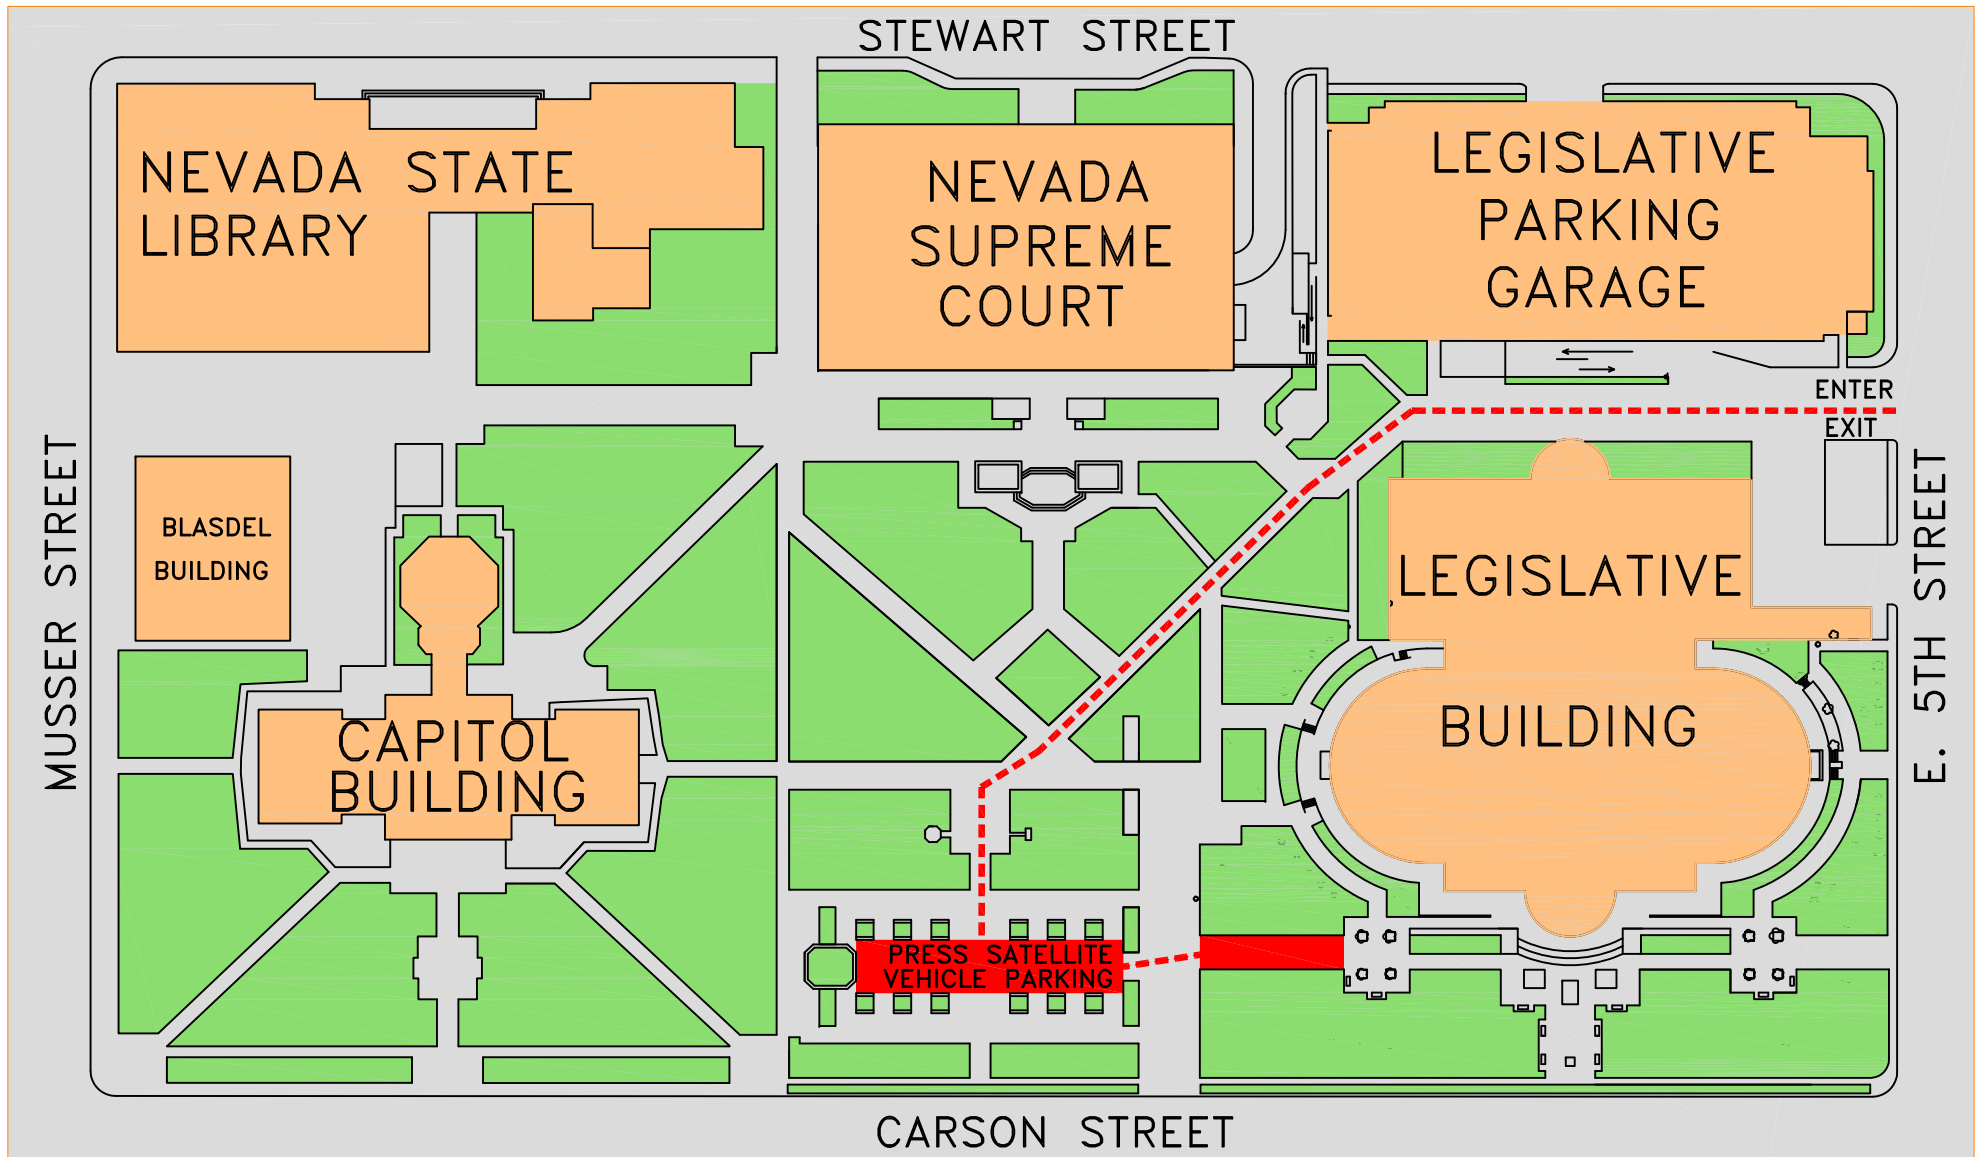 STEWART STREET
NEVADA STATE
LIBRARY
NEVADA
SUPREME
COURT
LEGISLATIVE
PARKING
GARAGE
ENTER
EXIT
MUSSER STREET
BLASDEL
BUILDING
CAPITOL
BUILDING
LEGISLATIVE
BUILDING
E. 5TH STREET
PRESS SATELLITE
VEHICLE PARKING
CARSON STREET